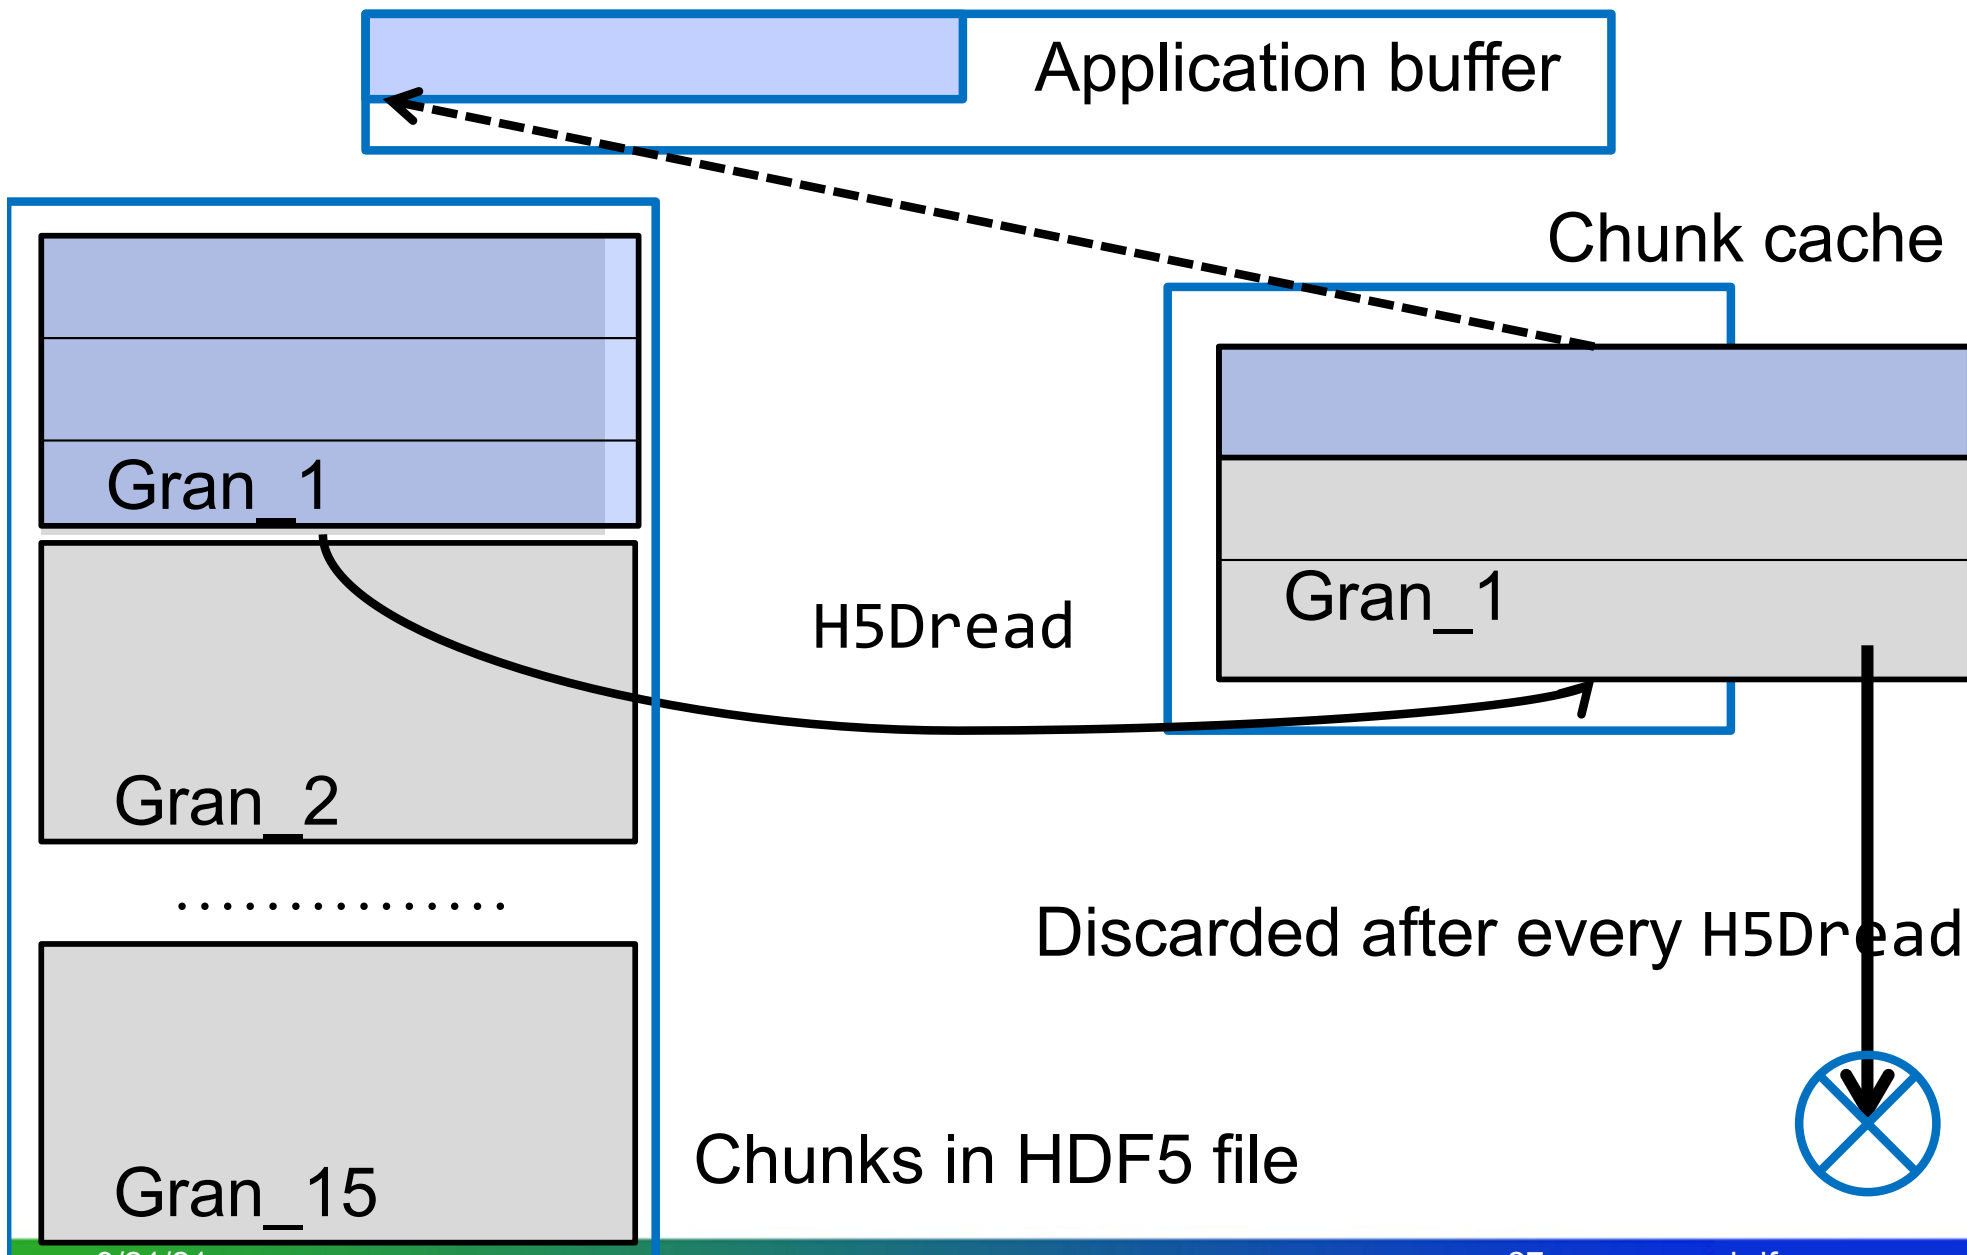 Application buffer
Chunk cache
Gran_1
Gran_1
H5Dread
Gran_2
...............
Discarded after every H5Dread
Chunks in HDF5 file
Gran_15